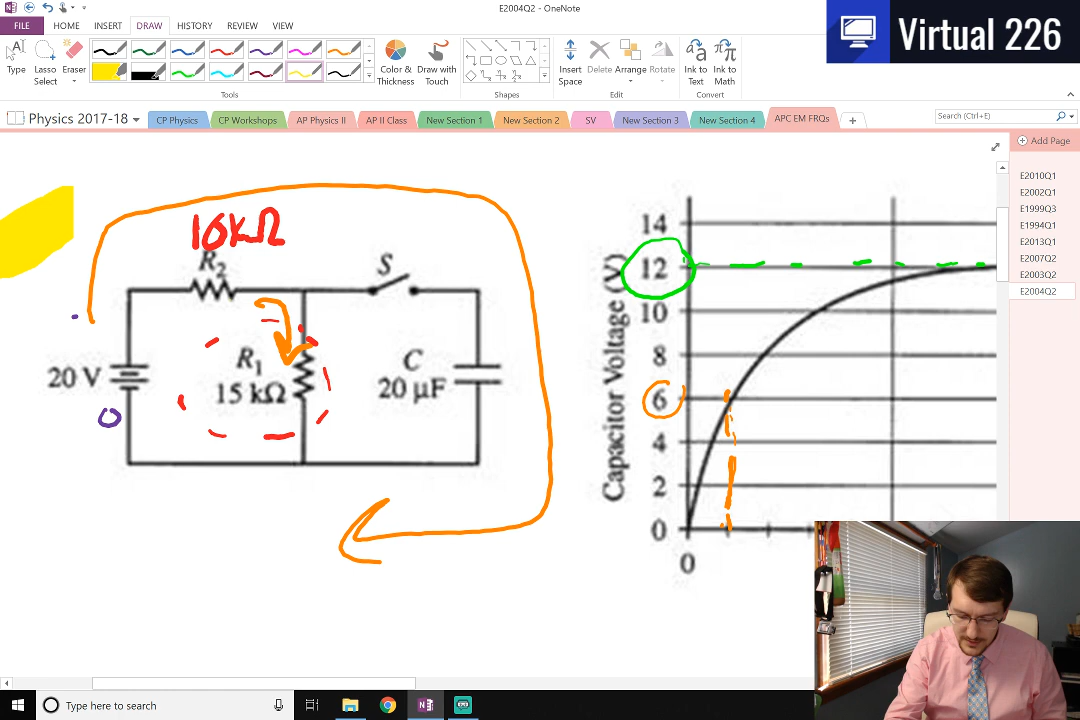 E2004Q2 - OneNote
FILE HOME INSERT DRAW HISTORY REVIEW VIEW
Virtual 226
Type Lasso Select Eraser Color & Thickness Draw with Touch Insert Space Delete Arrange Rotate Ink to Text Ink to Math
Tools Shapes Edit Convert
Physics 2017-18 CP Physics CP Workshops AP Physics II AP II Class New Section 1 New Section 2 SV New Section 3 New Section 4 APC EM FRQs Search (Ctrl+E)
Add Page
E2010Q1
E2002Q1
E1999Q3
E1994Q1
E2013Q1
E2007Q2
E2003Q2
E2004Q2
10kΩ
R2
S
20 V
R1
15 kΩ
C
20 μF
Capacitor Voltage (V)
14
12
10
8
6
4
2
0
0
Type here to search